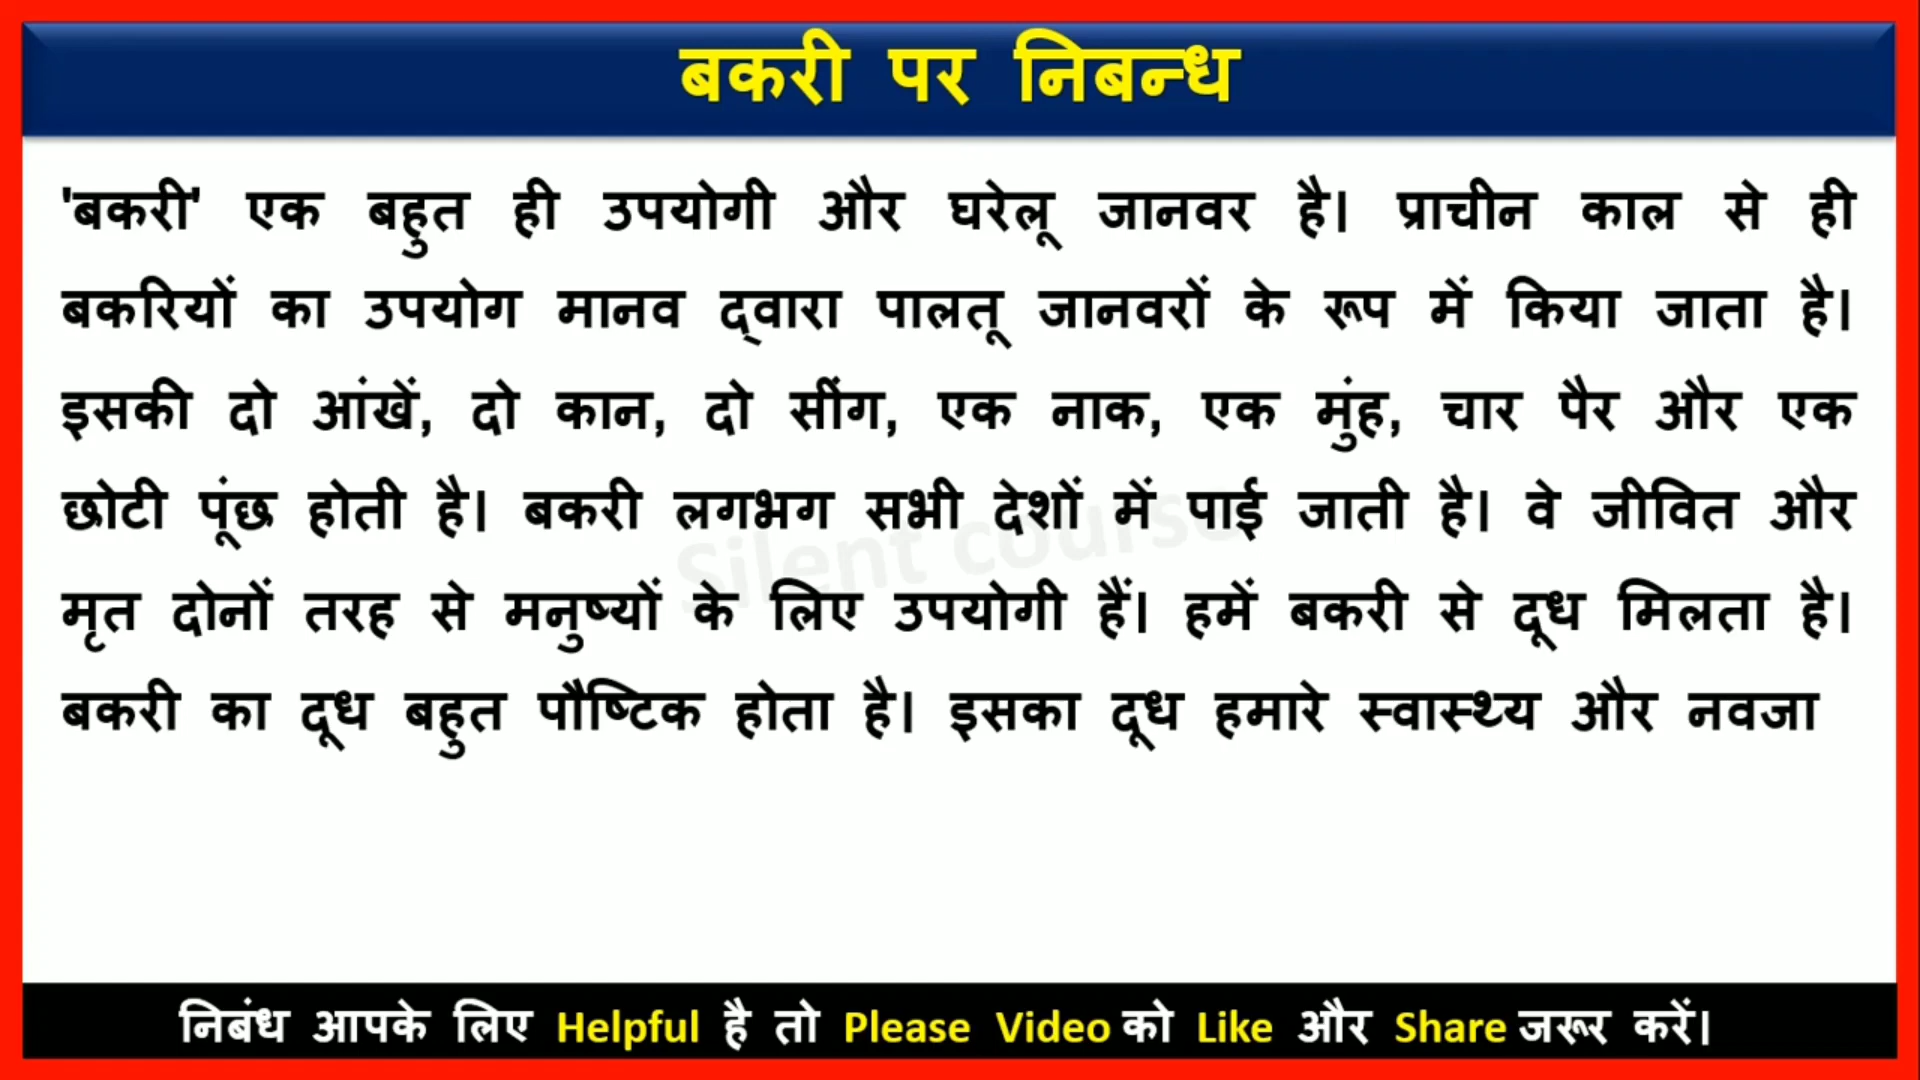 बकरी पर निबन्ध
'बकरी' एक बहुत ही उपयोगी और घरेलू जानवर है। प्राचीन काल से ही
बकरियों का उपयोग मानव द्वारा पालतू जानवरों के रूप में किया जाता है।
इसकी दो आंखें, दो कान, दो सींग, एक नाक, एक मुंह, चार पैर और एक
छोटी पूंछ होती है। बकरी लगभग सभी देशों में पाई जाती है। वे जीवित और
मृत दोनों तरह से मनुष्यों के लिए उपयोगी हैं। हमें बकरी से दूध मिलता है।
बकरी का दूध बहुत पौष्टिक होता है। इसका दूध हमारे स्वास्थ्य और नवजा
Silent course
निबंध आपके लिए Helpful है तो Please Video को Like और Share जरूर करें।